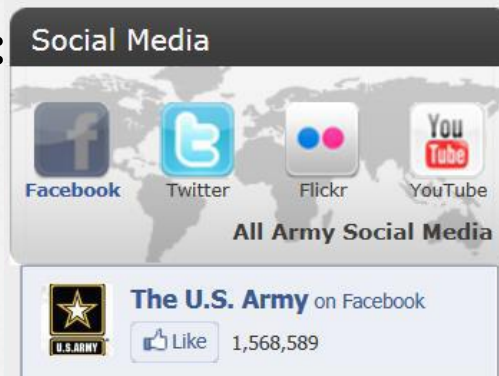 Social Media
f t You
Tube
Facebook Twitter Flickr YouTube
All Army Social Media
The U.S. Army on Facebook
U.S.ARMY
Like 1,568,589